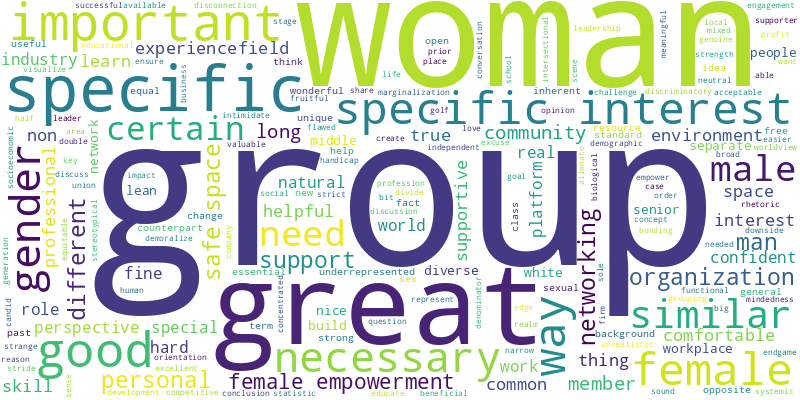 successful available disconnection stage open prior place conversation school intersectional scene leadership local mixed genuine idea strength neutral engagement supporter profit meaningful want able
important woman
useful educational visualize ensure equal share business think life wonderful fruitful marginalization
industry learn experience field people
specific specific interest
intimidate unique golf opinion inherent challenge discriminatory acceptable
half leader area double key discuss union socioeconomic
certain long true community environment
non network flawed middle valuable help handicap create love independent excuse resource standard demographic separate free easier worldview
group
gender professional different lean safe space natural helpful need support world real platform supportive male space interest man senior confident
impact social new strict profession divide bit fact discussion goal class alienate biological empower case order rhetoric broad concept bonding needed downside
equitable stereotypical change counterpart demoralize company human
fine role essential underrepresented diverse white networking organization
generation candid past strange reason stride sense
perspective special hard personal skill
good great necessary way similar female
orientation term nice build strong concentrated conclusion statistic question represent sex denominator edge realm narrow sexual sole firm functional grouping background unrealistic general big mindedness
comfortable workplace thing member common work
female empowerment
development competitive excellent educate beneficial sound opposite systemic endgame